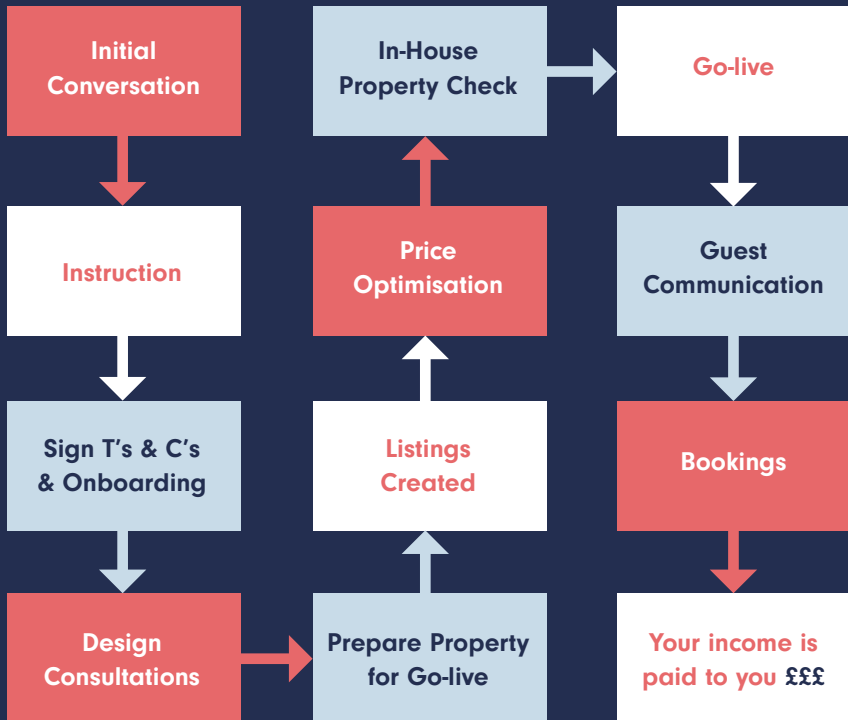 Initial
Conversation
Instruction
Sign T's & C's
& Onboarding
Design
Consultations
Prepare Property
for Go-live
Listings
Created
Price
Optimisation
In-House
Property Check
Go-live
Guest
Communication
Bookings
Your income is
paid to you £££